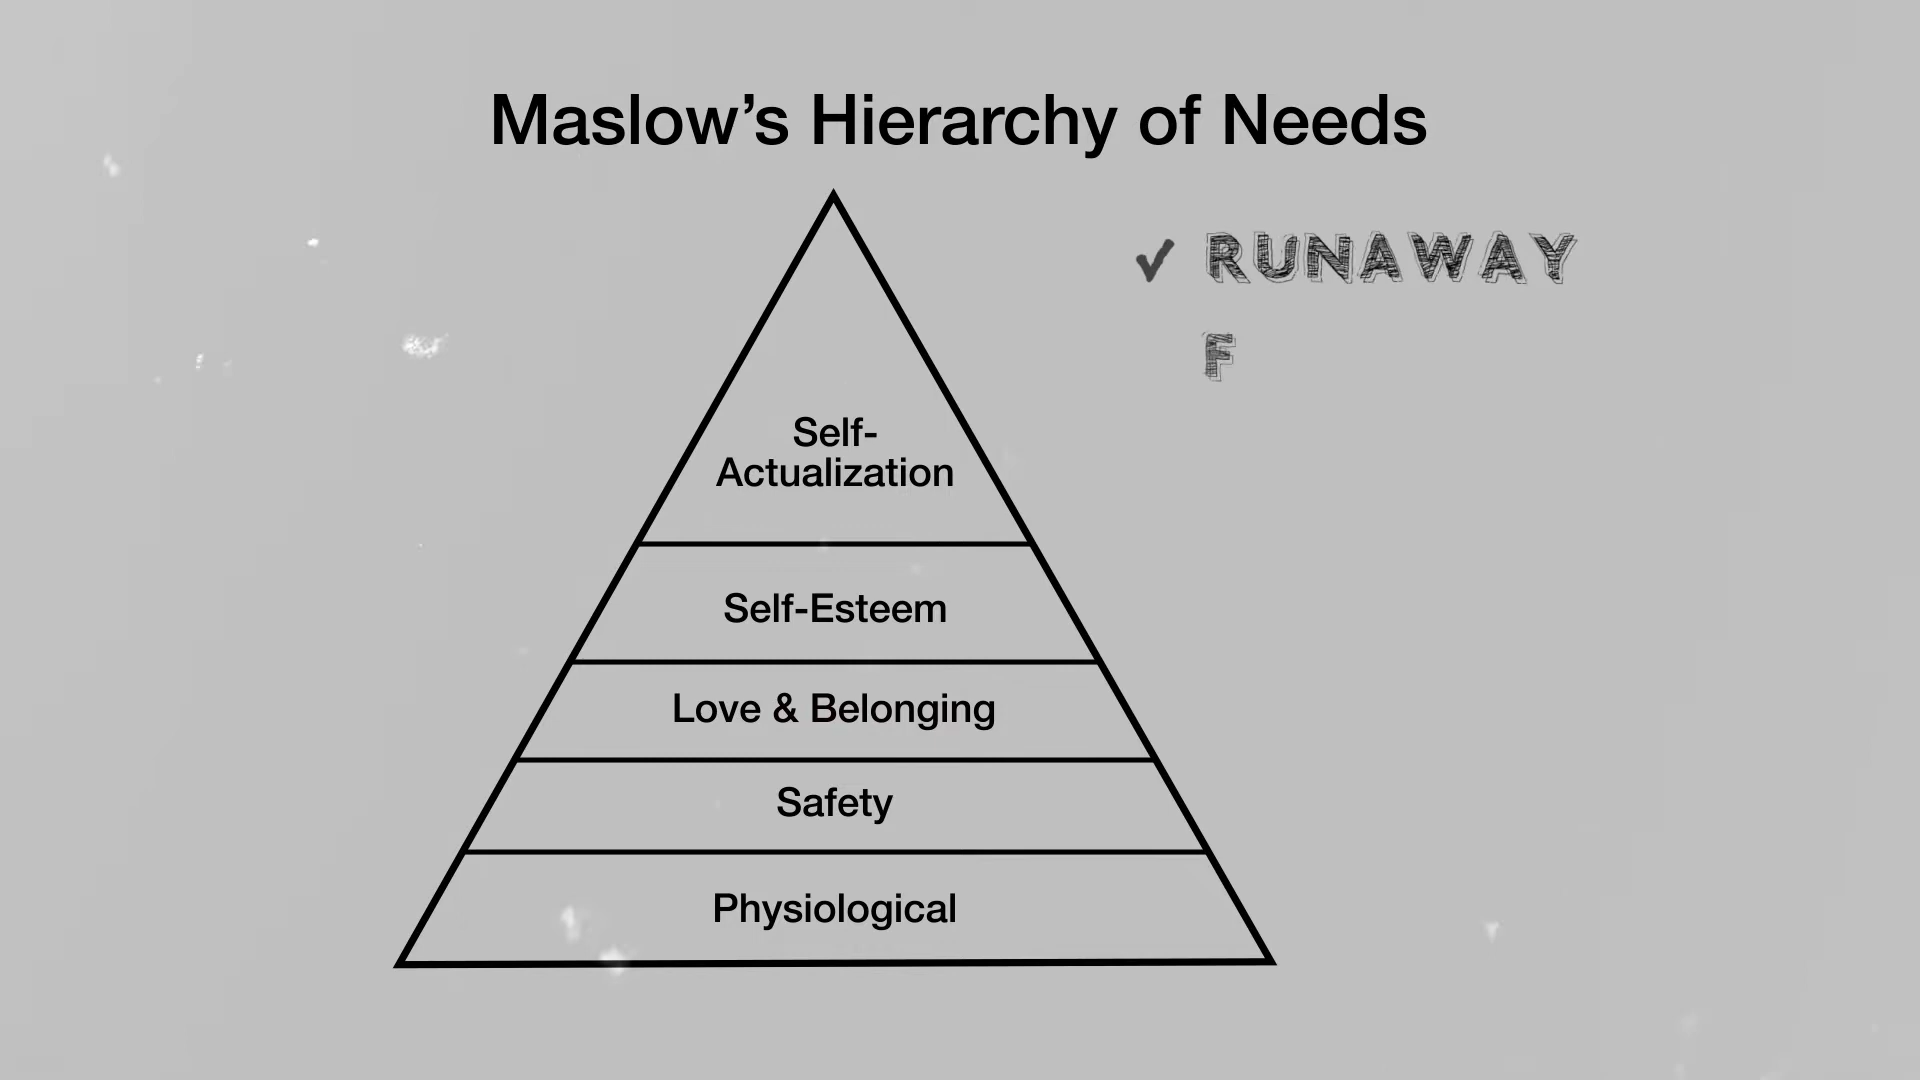 Maslow’s Hierarchy of Needs
✓ RUNAWAY
F
Self-
Actualization
Self-Esteem
Love & Belonging
Safety
Physiological